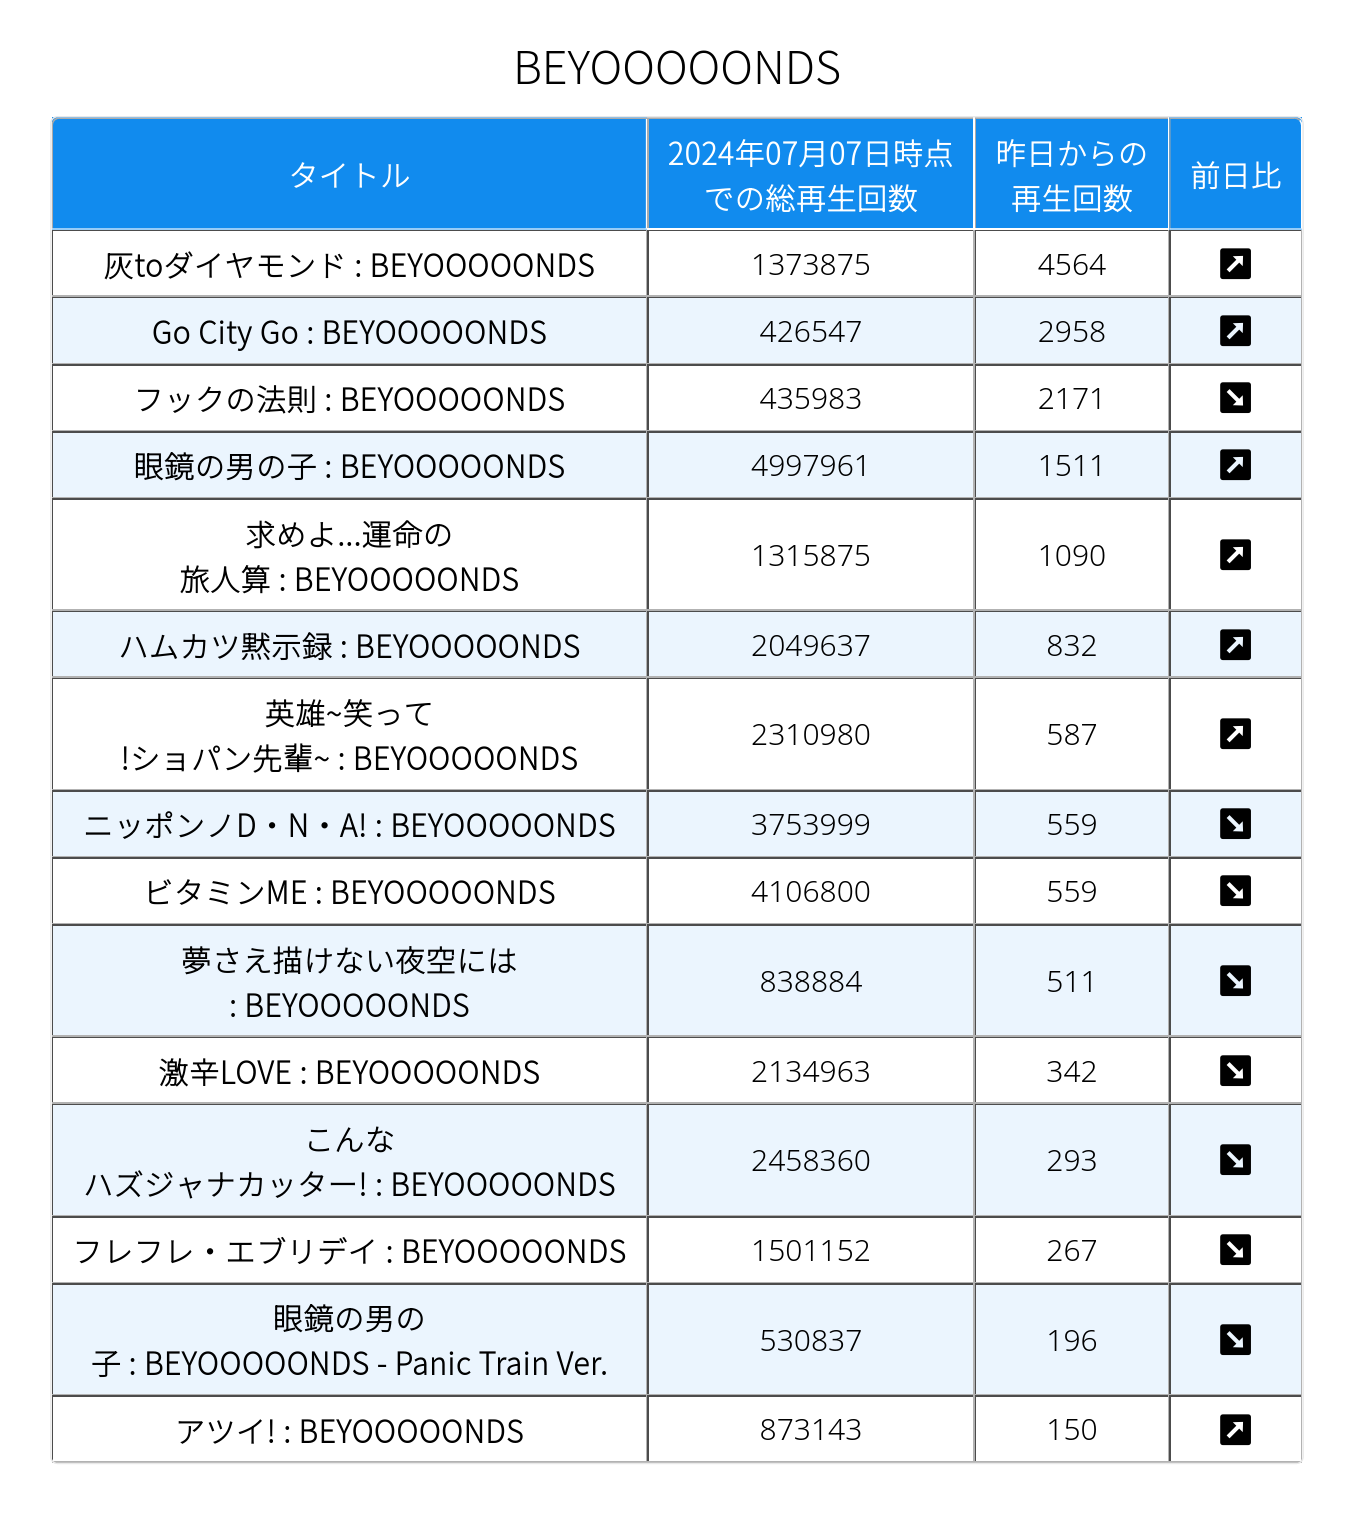 BEYOOOOONDS
タイトル
2024年07月07日時点
での総再生回数
昨日からの
再生回数
前日比
灰toダイヤモンド : BEYOOOOONDS
1373875
4564
Go City Go : BEYOOOOONDS
426547
2958
フックの法則 : BEYOOOOONDS
435983
2171
眼鏡の男の子 : BEYOOOOONDS
4997961
1511
求めよ...運命の
旅人算 : BEYOOOOONDS
1315875
1090
ハムカツ黙示録 : BEYOOOOONDS
2049637
832
英雄~笑って
!ショパン先輩~ : BEYOOOOONDS
2310980
587
ニッポンノD・N・A! : BEYOOOOONDS
3753999
559
ビタミンME : BEYOOOOONDS
4106800
559
夢さえ描けない夜空には
: BEYOOOOONDS
838884
511
激辛LOVE : BEYOOOOONDS
2134963
342
こんな
ハズジャナカッター! : BEYOOOOONDS
2458360
293
フレフレ・エブリデイ : BEYOOOOONDS
1501152
267
眼鏡の男の
子 : BEYOOOOONDS - Panic Train Ver.
530837
196
アツイ! : BEYOOOOONDS
873143
150